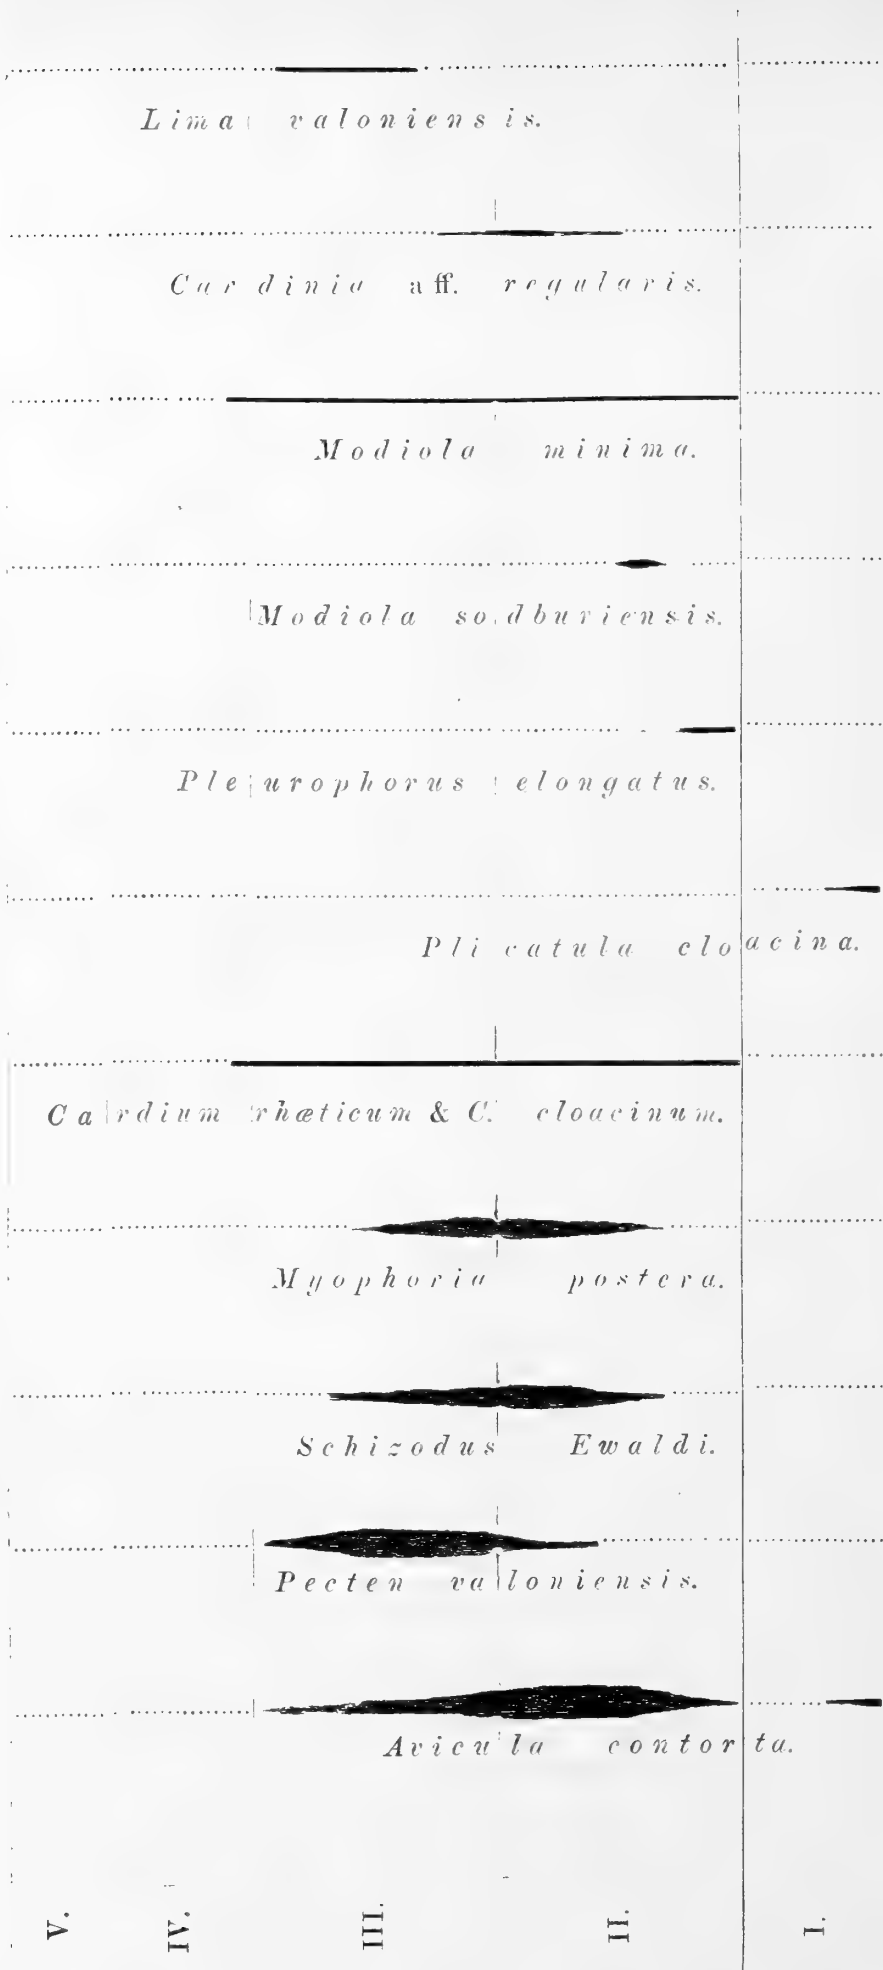 Lima valoniensis.
Cardinia aff. regularis.
Modiola minima.
Modiola sodburiensis.
Pleurophorus elongatus.
Plicatula cloacina.
Cardium rhæticum & C. cloacinum.
Myophoria postera.
Schizodus Ewaldi.
Pecten valoniensis.
Avicula contorta.
V. IV. III. II. I.